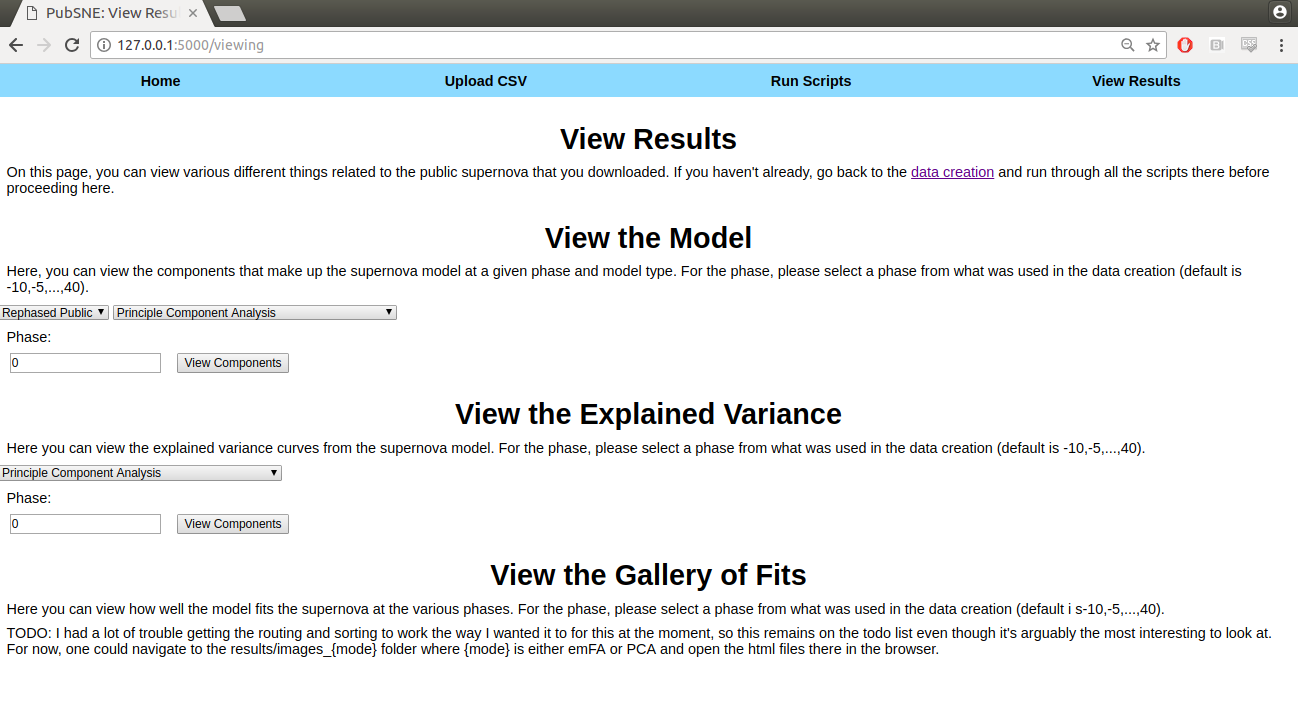 PubSNE: View Resu
127.0.0.1:5000/viewing
Home Upload CSV Run Scripts View Results
View Results
On this page, you can view various different things related to the public supernova that you downloaded. If you haven't already, go back to the data creation and run through all the scripts there before
proceeding here.
View the Model
Here, you can view the components that make up the supernova model at a given phase and model type. For the phase, please select a phase from what was used in the data creation (default is
-10,-5,...,40).
Rephased Public Principle Component Analysis
Phase:
0 View Components
View the Explained Variance
Here you can view the explained variance curves from the supernova model. For the phase, please select a phase from what was used in the data creation (default is -10,-5,...,40).
Principle Component Analysis
Phase:
0 View Components
View the Gallery of Fits
Here you can view how well the model fits the supernova at the various phases. For the phase, please select a phase from what was used in the data creation (default i s-10,-5,...,40).
TODO: I had a lot of trouble getting the routing and sorting to work the way I wanted it to for this at the moment, so this remains on the todo list even though it's arguably the most interesting to look at.
For now, one could navigate to the results/images_{mode} folder where {mode} is either emFA or PCA and open the html files there in the browser.